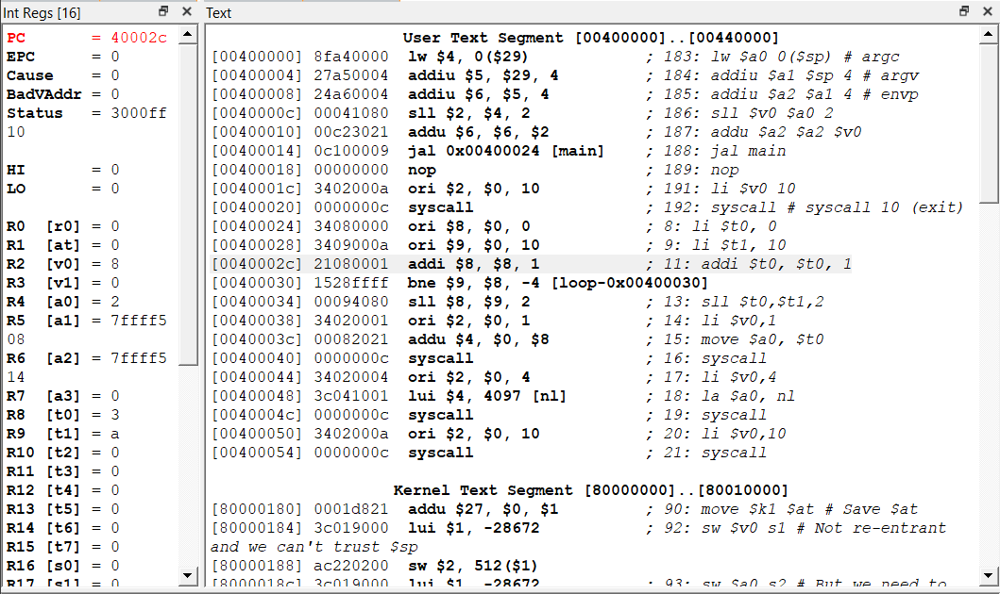 Int Regs [16]
PC = 40002c
EPC = 0
Cause = 0
BadVAddr = 0
Status = 3000ff
10
HI = 0
LO = 0
R0 [r0] = 0
R1 [at] = 0
R2 [v0] = 8
R3 [v1] = 0
R4 [a0] = 2
R5 [a1] = 7ffff5
08
R6 [a2] = 7ffff5
14
R7 [a3] = 0
R8 [t0] = 3
R9 [t1] = a
R10 [t2] = 0
R11 [t3] = 0
R12 [t4] = 0
R13 [t5] = 0
R14 [t6] = 0
R15 [t7] = 0
R16 [s0] = 0
R17 [s1] = 0
Text
User Text Segment [00400000]..[00440000]
[00400000] 8fa40000 lw $4, 0($29) ; 183: lw $a0 0($sp) # argc
[00400004] 27a50004 addiu $5, $29, 4 ; 184: addiu $a1 $sp 4 # argv
[00400008] 24a60004 addiu $6, $5, 4 ; 185: addiu $a2 $a1 4 # envp
[0040000c] 00041080 sll $2, $4, 2 ; 186: sll $v0 $a0 2
[00400010] 00c23021 addu $6, $6, $2 ; 187: addu $a2 $a2 $v0
[00400014] 0c100009 jal 0x00400024 [main] ; 188: jal main
[00400018] 00000000 nop ; 189: nop
[0040001c] 3402000a ori $2, $0, 10 ; 191: li $v0 10
[00400020] 0000000c syscall ; 192: syscall # syscall 10 (exit)
[00400024] 34080000 ori $8, $0, 0 ; 8: li $t0, 0
[00400028] 3409000a ori $9, $0, 10 ; 9: li $t1, 10
[0040002c] 21080001 addi $8, $8, 1 ; 11: addi $t0, $t0, 1
[00400030] 1528ffff bne $9, $8, -4 [loop-0x00400030]
[00400034] 00094080 sll $8, $9, 2 ; 13: sll $t0,$t1,2
[00400038] 34020001 ori $2, $0, 1 ; 14: li $v0,1
[0040003c] 00082021 addu $4, $0, $8 ; 15: move $a0, $t0
[00400040] 0000000c syscall ; 16: syscall
[00400044] 34020004 ori $2, $0, 4 ; 17: li $v0,4
[00400048] 3c041001 lui $4, 4097 [nl] ; 18: la $a0, nl
[0040004c] 0000000c syscall ; 19: syscall
[00400050] 3402000a ori $2, $0, 10 ; 20: li $v0,10
[00400054] 0000000c syscall ; 21: syscall
Kernel Text Segment [80000000]..[80010000]
[80000180] 0001d821 addu $27, $0, $1 ; 90: move $k1 $at # Save $at
[80000184] 3c019000 lui $1, -28672 ; 92: sw $v0 s1 # Not re-entrant
and we can't trust $sp
[80000188] ac220200 sw $2, 512($1)
[8000018c] 3c019000 lui $1, -28672 ; 93: sw $a0 s2 # But we need to